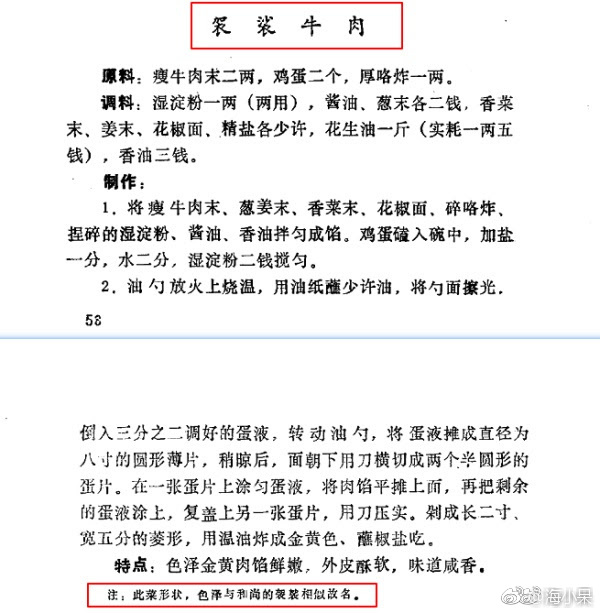 袈裟牛肉
原料：瘦牛肉末二两，鸡蛋二个，厚咯炸一两。
调料：湿淀粉一两（两用），酱油、葱末各二钱，香菜
末、姜末、花椒面、精盐各少许，花生油一斤（实耗一两五
钱），香油三钱。
制作：
1．将瘦牛肉末、葱姜末、香菜末、花椒面、碎咯炸、
捏碎的湿淀粉、酱油、香油拌匀成馅。鸡蛋磕入碗中，加盐
一分，水二分，湿淀粉二钱搅匀。
2．油勺放火上烧温，用油纸蘸少许油，将勺面擦光，
58
倒入三分之二调好的蛋液，转动油勺，将蛋液摊成直径为
八寸的圆形薄片，稍晾后，面朝下用刀横切成两个半圆形的
蛋片。在一张蛋片上涂匀蛋液，将肉馅平摊上面，再把剩余
的蛋液涂上，复盖上另一张蛋片，用刀压实。剁成长二寸、
宽五分的菱形，用温油炸成金黄色、蘸椒盐吃。
特点：色泽金黄肉馅鲜嫩，外皮酥软，味道咸香。
注：此菜形状，色泽与和尚的袈裟相似故名。
@海小果